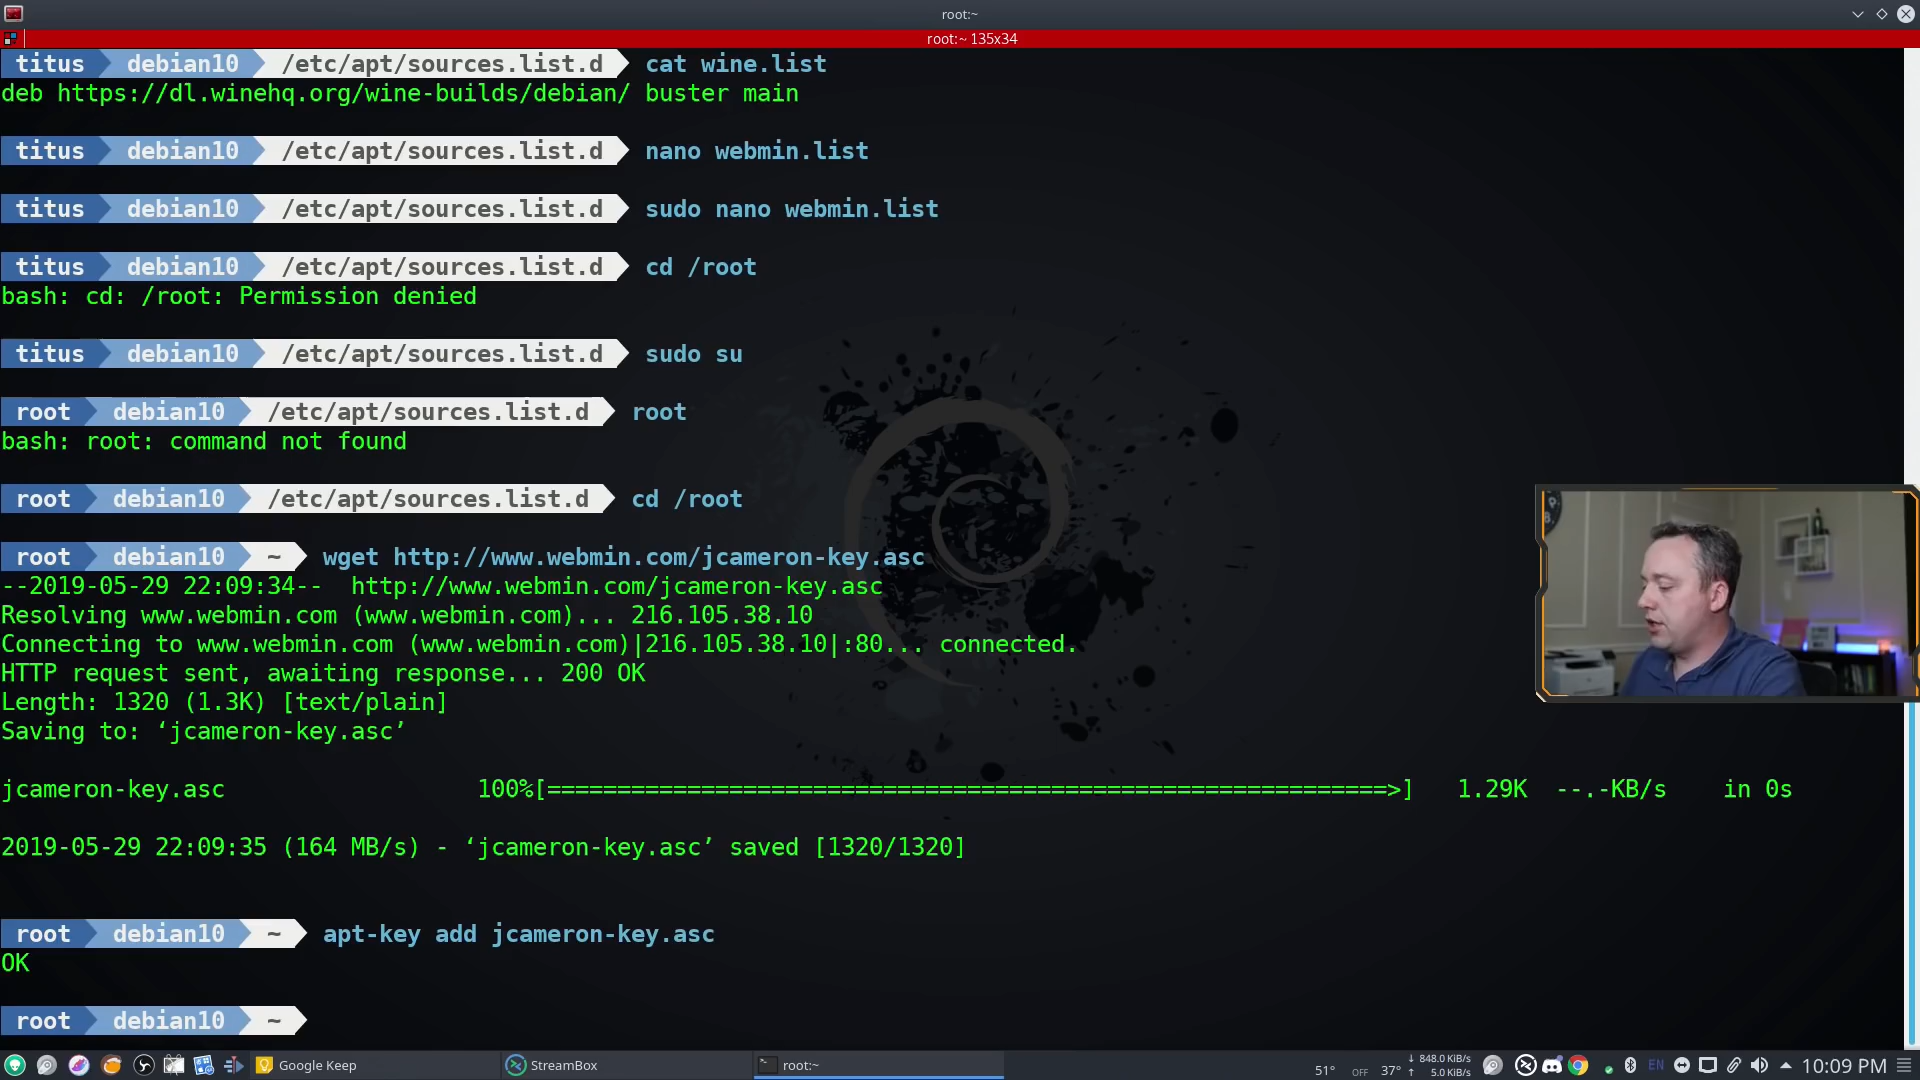 root:~
root:~ 135x34
titus debian10 /etc/apt/sources.list.d cat wine.list
deb https://dl.winehq.org/wine-builds/debian/ buster main
titus debian10 /etc/apt/sources.list.d nano webmin.list
titus debian10 /etc/apt/sources.list.d sudo nano webmin.list
titus debian10 /etc/apt/sources.list.d cd /root
bash: cd: /root: Permission denied
titus debian10 /etc/apt/sources.list.d sudo su
root debian10 /etc/apt/sources.list.d root
bash: root: command not found
root debian10 /etc/apt/sources.list.d cd /root
root debian10 ~ wget http://www.webmin.com/jcameron-key.asc
--2019-05-29 22:09:34-- http://www.webmin.com/jcameron-key.asc
Resolving www.webmin.com (www.webmin.com)... 216.105.38.10
Connecting to www.webmin.com (www.webmin.com)|216.105.38.10|:80... connected.
HTTP request sent, awaiting response... 200 OK
Length: 1320 (1.3K) [text/plain]
Saving to: ‘jcameron-key.asc’
jcameron-key.asc 100%[============================================================>] 1.29K --.-KB/s in 0s
2019-05-29 22:09:35 (164 MB/s) - ‘jcameron-key.asc’ saved [1320/1320]
root debian10 ~ apt-key add jcameron-key.asc
OK
root debian10 ~
Google Keep StreamBox root:~ 51° OFF 37° ↓ 848.0 KiB/s ↑ 5.0 KiB/s EN 10:09 PM